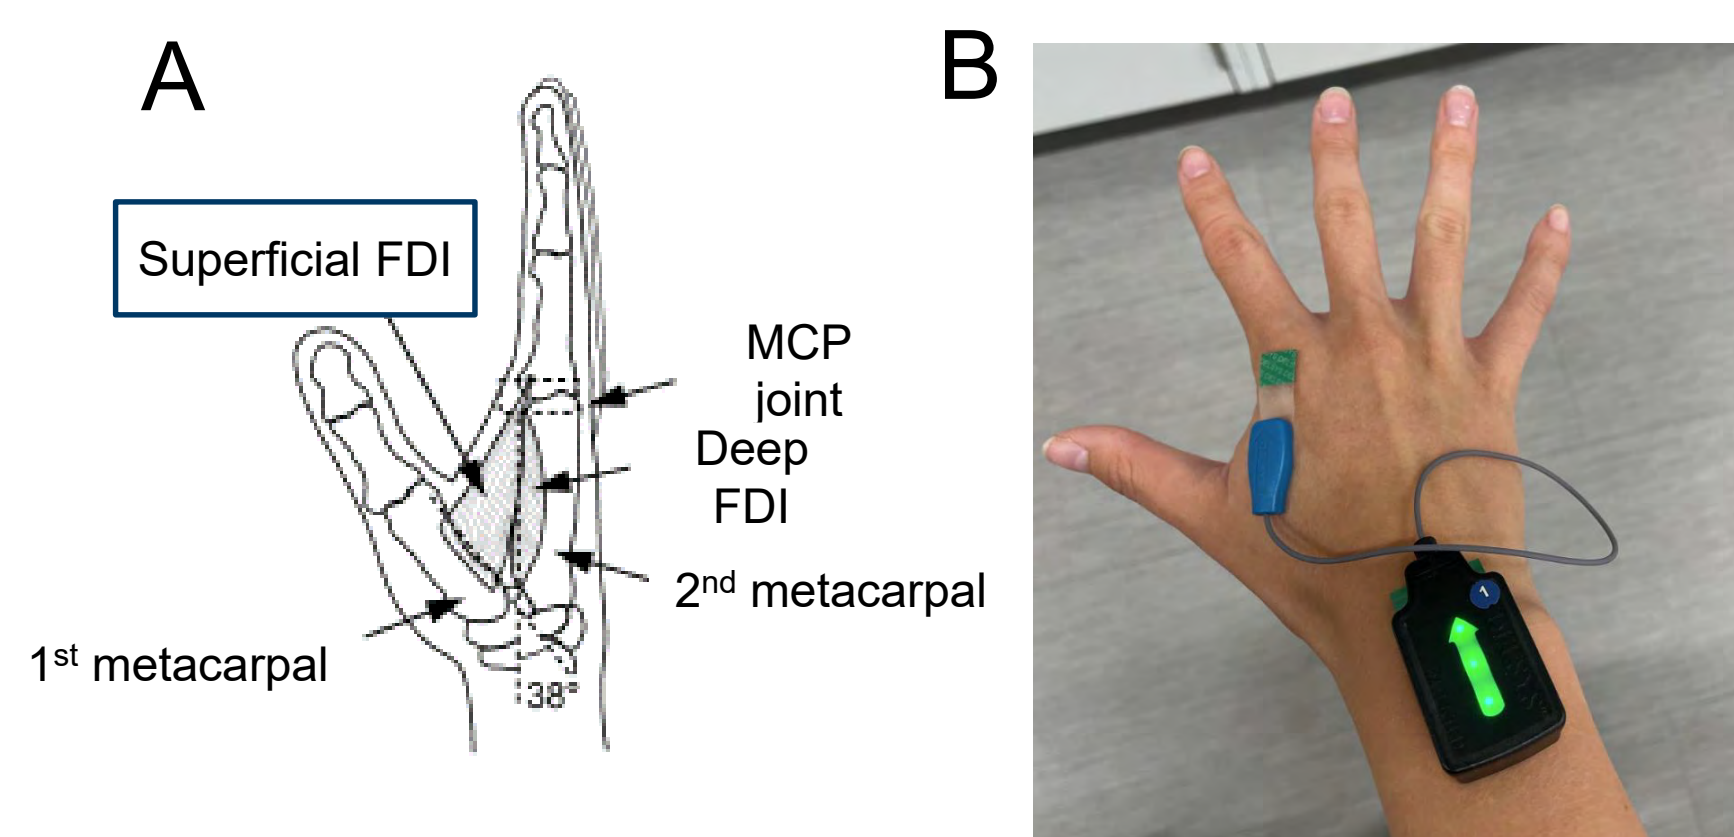 A
B
Superficial FDI
MCP
joint
Deep
FDI
2nd metacarpal
1st metacarpal
38°
1